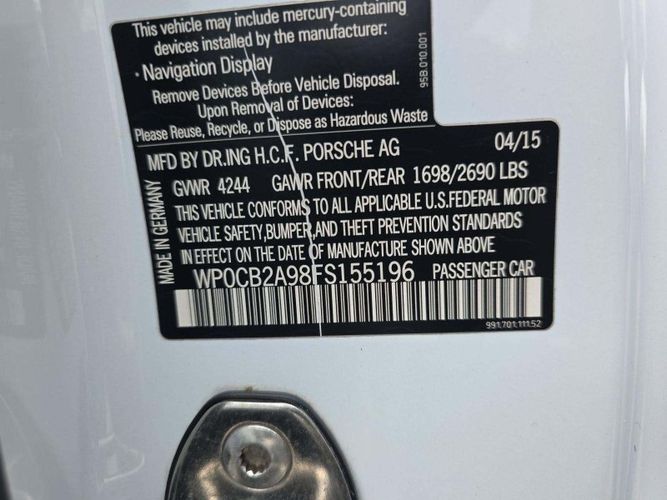 This vehicle may include mercury-containing
devices installed by the manufacturer:
· Navigation Display
Remove Devices Before Vehicle Disposal.
Upon Removal of Devices:
Please Reuse, Recycle, or Dispose as Hazardous Waste
95B.010.001
MFD BY DR.ING H.C.F. PORSCHE AG 04/15
GVWR 4244 GAWR FRONT/REAR 1698/2690 LBS
THIS VEHICLE CONFORMS TO ALL APPLICABLE U.S.FEDERAL MOTOR
VEHICLE SAFETY,BUMPER,AND THEFT PREVENTION STANDARDS
IN EFFECT ON THE DATE OF MANUFACTURE SHOWN ABOVE
MADE IN GERMANY
WP0CB2A98FS155196 PASSENGER CAR
991.701.111.52